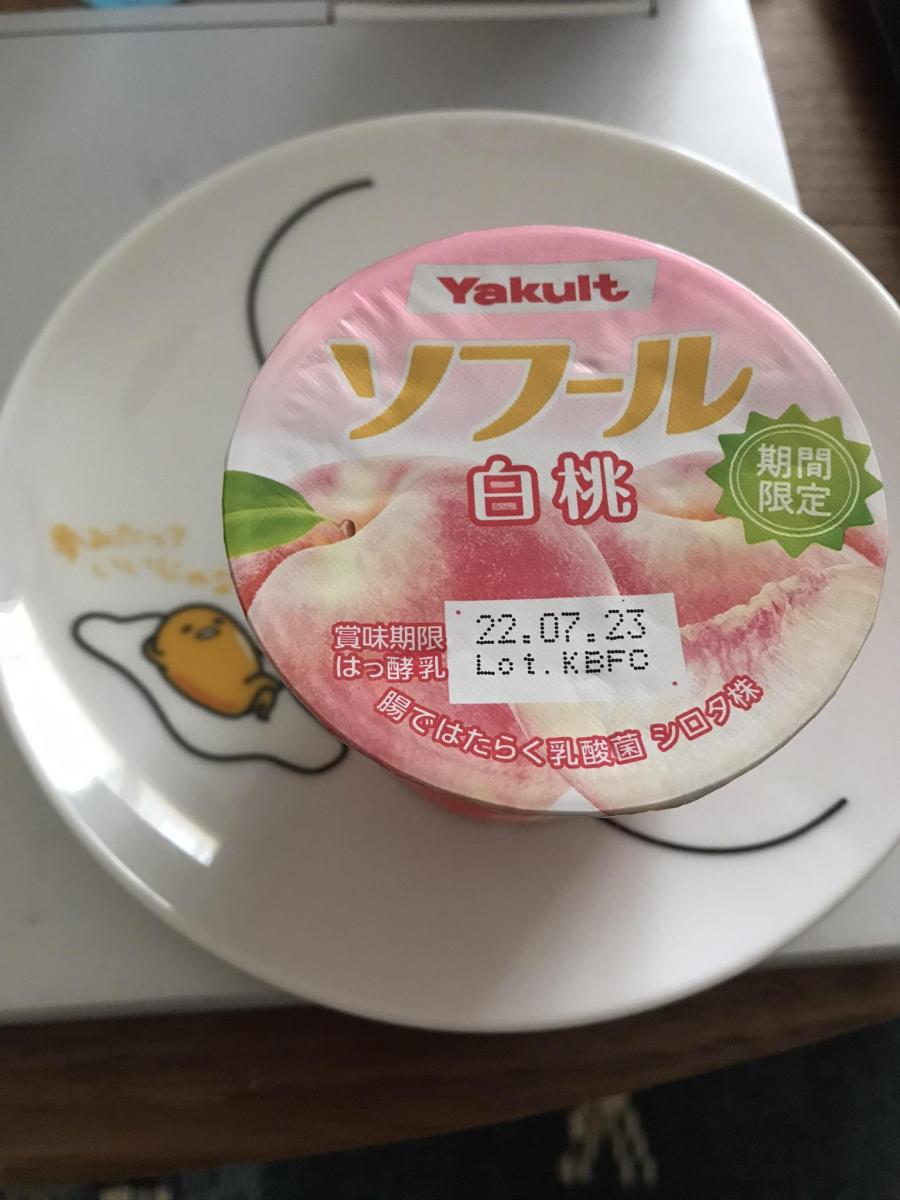 Yakult
ソフール
白桃
期間
限定
賞味期限
はっ酵乳
22.07.23
Lot.KBFC
腸ではたらく乳酸菌 シロタ株